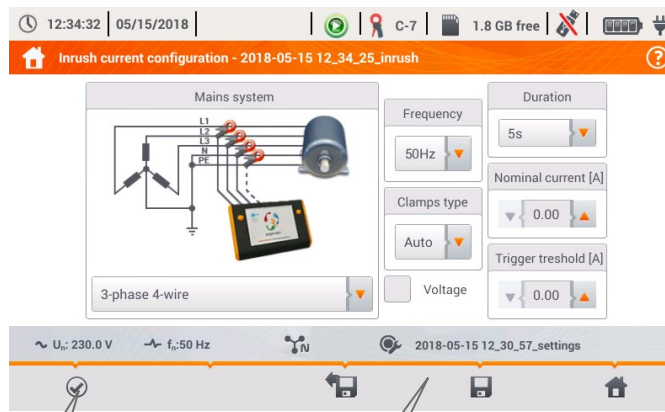 12:34:32 05/15/2018 C-7 1.8 GB free
Inrush current configuration - 2018-05-15 12_34_25_inrush ?
Mains system
L1
L2
L3
N
PE
3-phase 4-wire
Frequency
50Hz
Clamps type
Auto
Voltage
Duration
5s
Nominal current [A]
0.00
Trigger treshold [A]
0.00
Uₙ: 230.0 V fₙ:50 Hz N 2018-05-15 12_30_57_settings